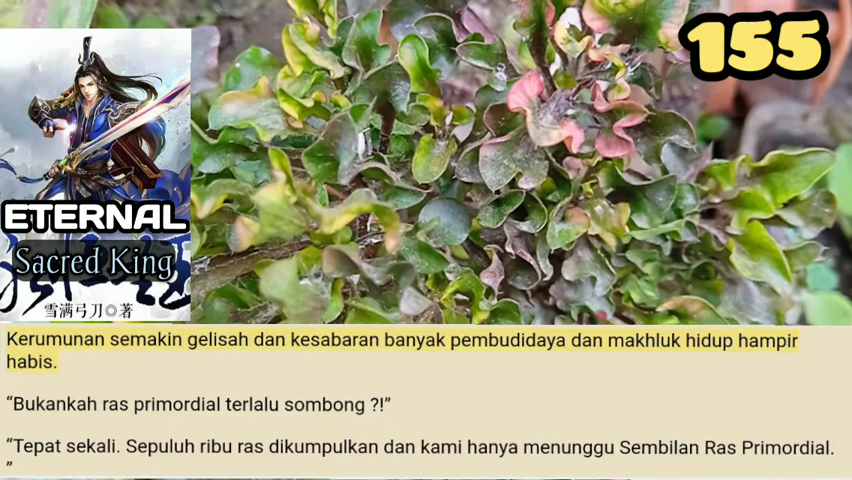 155
ETERNAL
Sacred King
雪满弓刀◎著
Kerumunan semakin gelisah dan kesabaran banyak pembudidaya dan makhluk hidup hampir
habis.
“Bukankah ras primordial terlalu sombong ?!”
“Tepat sekali. Sepuluh ribu ras dikumpulkan dan kami hanya menunggu Sembilan Ras Primordial.
”